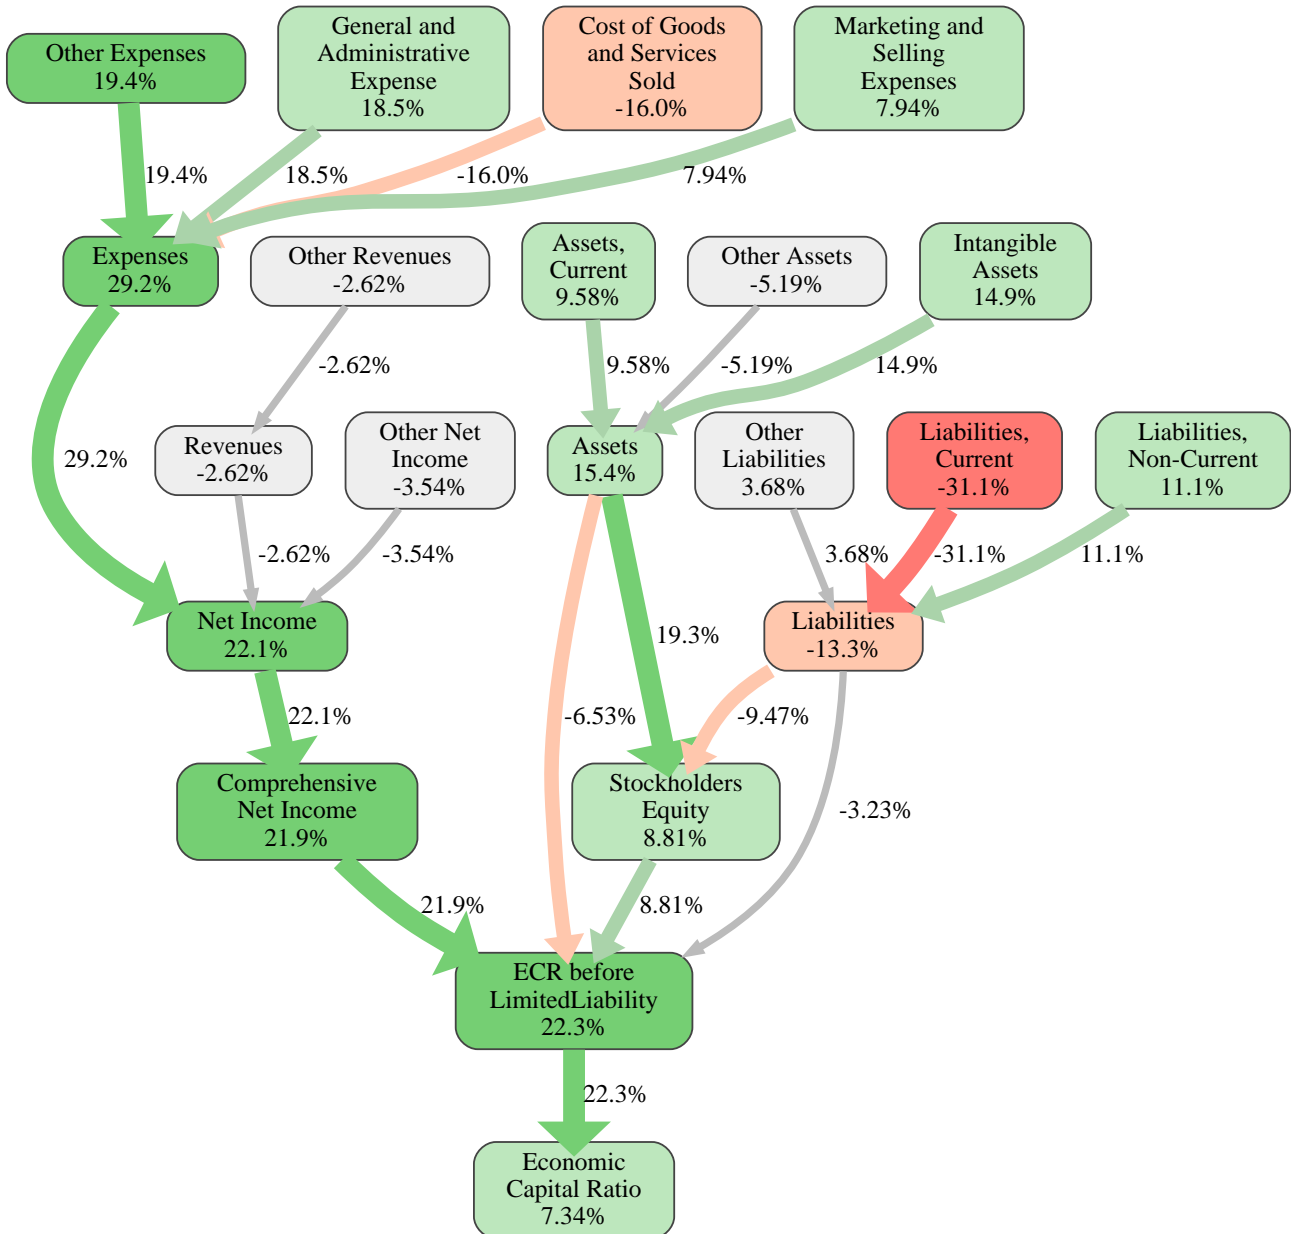 Other Expenses
19.4%
General and
Administrative
Expense
18.5%
Cost of Goods
and Services
Sold
-16.0%
Marketing and
Selling
Expenses
7.94%
19.4%
18.5%
-16.0%
7.94%
Expenses
29.2%
Other Revenues
-2.62%
Assets,
Current
9.58%
Other Assets
-5.19%
Intangible
Assets
14.9%
-2.62%
9.58%
-5.19%
14.9%
29.2%
Revenues
-2.62%
Other Net
Income
-3.54%
Assets
15.4%
Other
Liabilities
3.68%
Liabilities,
Current
-31.1%
Liabilities,
Non-Current
11.1%
-2.62%
-3.54%
3.68%
-31.1%
11.1%
Net Income
22.1%
19.3%
Liabilities
-13.3%
22.1%
-6.53%
-9.47%
Comprehensive
Net Income
21.9%
Stockholders
Equity
8.81%
-3.23%
21.9%
8.81%
ECR before
LimitedLiability
22.3%
22.3%
Economic
Capital Ratio
7.34%